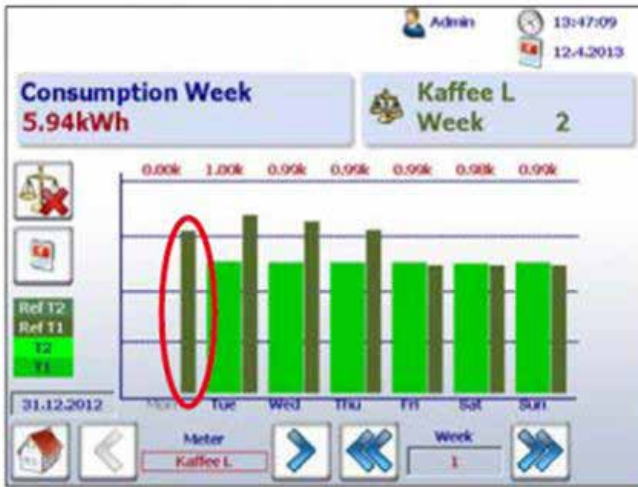 Admin
13:47:09
12.4.2013
Consumption Week
5.94kWh
Kaffee L
Week 2
0.00k 1.00k 0.99k 0.99k 0.99k 0.98k 0.99k
Ref T2
Ref T1
T2
T1
31.12.2012
Mon Tue Wed Thu Fri Sat Sun
Meter
Kaffee L
Week
1